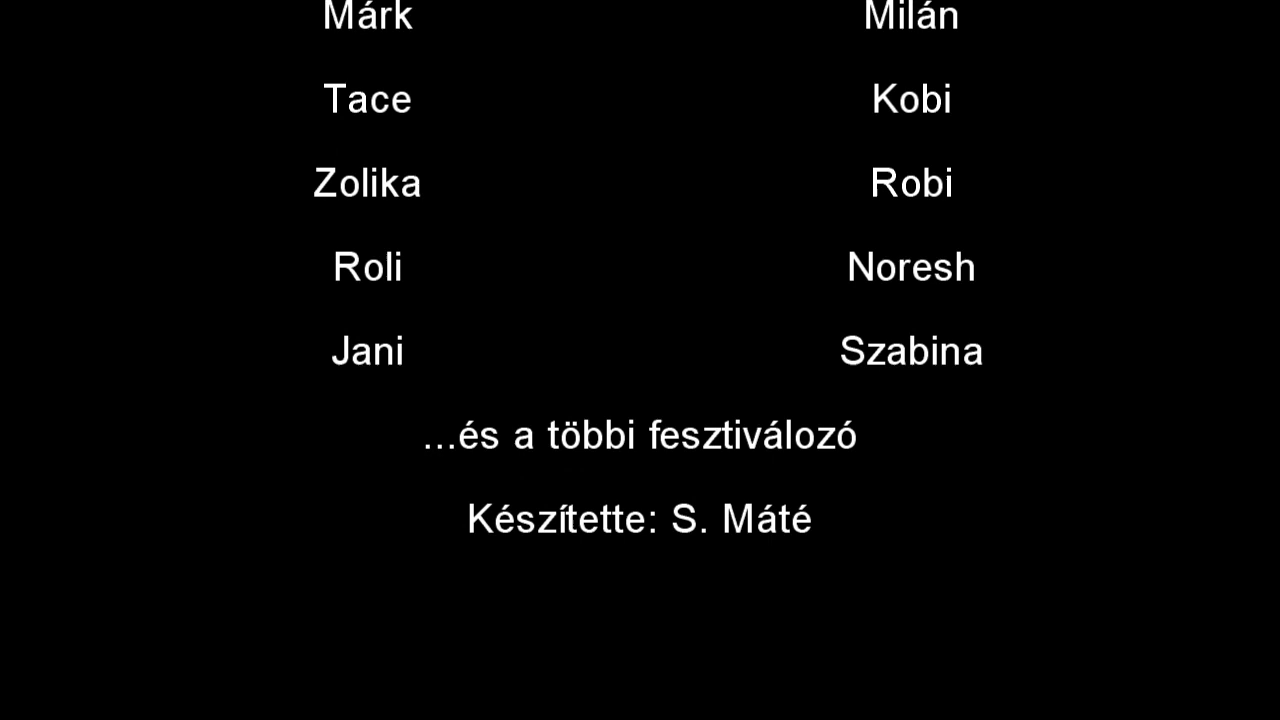 Márk Milán
Tace Kobi
Zolika Robi
Roli Noresh
Jani Szabina
...és a többi fesztiválozó
Készítette: S. Máté